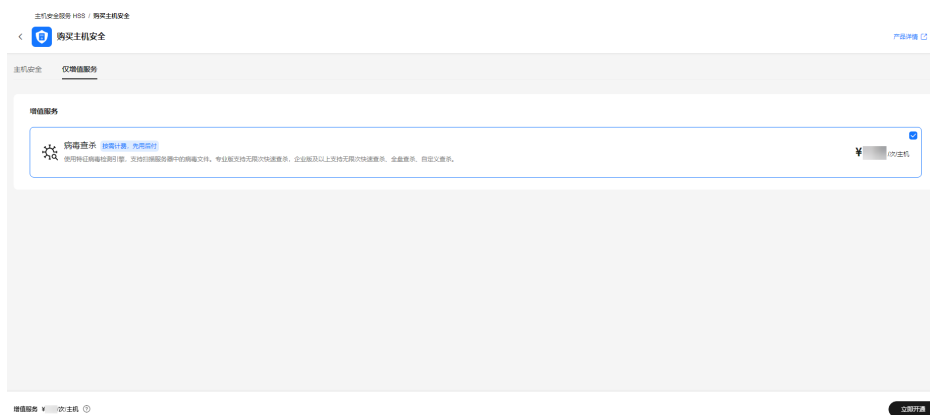 主机安全服务 HSS / 购买主机安全
购买主机安全
产品详情
主机安全 仅增值服务
增值服务
病毒查杀 按需计费、先用后付
使用特征病毒检测引擎，支持扫描服务器中的病毒文件。专业版支持无限次快速查杀、企业版及以上支持无限次快速查杀、全盘查杀、自定义查杀。
¥ /次/主机
增值服务 ¥ /次/主机
立即开通